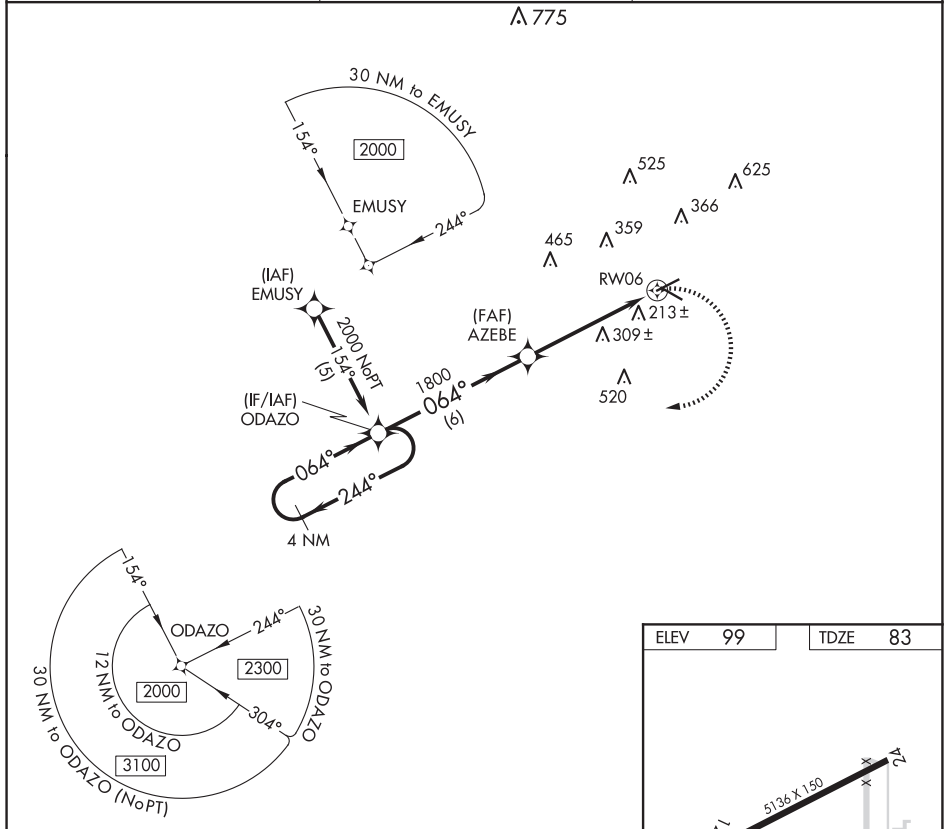 775
30 NM to EMUSY
154°
2000
EMUSY
244°
525
625
366
359
465
RW06
(IAF)
EMUSY
2000 NoPT
154°
(5)
(FAF)
AZEBE
213±
309±
520
1800
064°
(6)
(IF/IAF)
ODAZO
064°
244°
4 NM
154°
ODAZO
244°
30 NM to ODAZO
2300
12 NM to ODAZO
2000
304°
30 NM to ODAZO (NoPT)
3100
ELEV 99
TDZE 83
24
X
X
5136 X 150